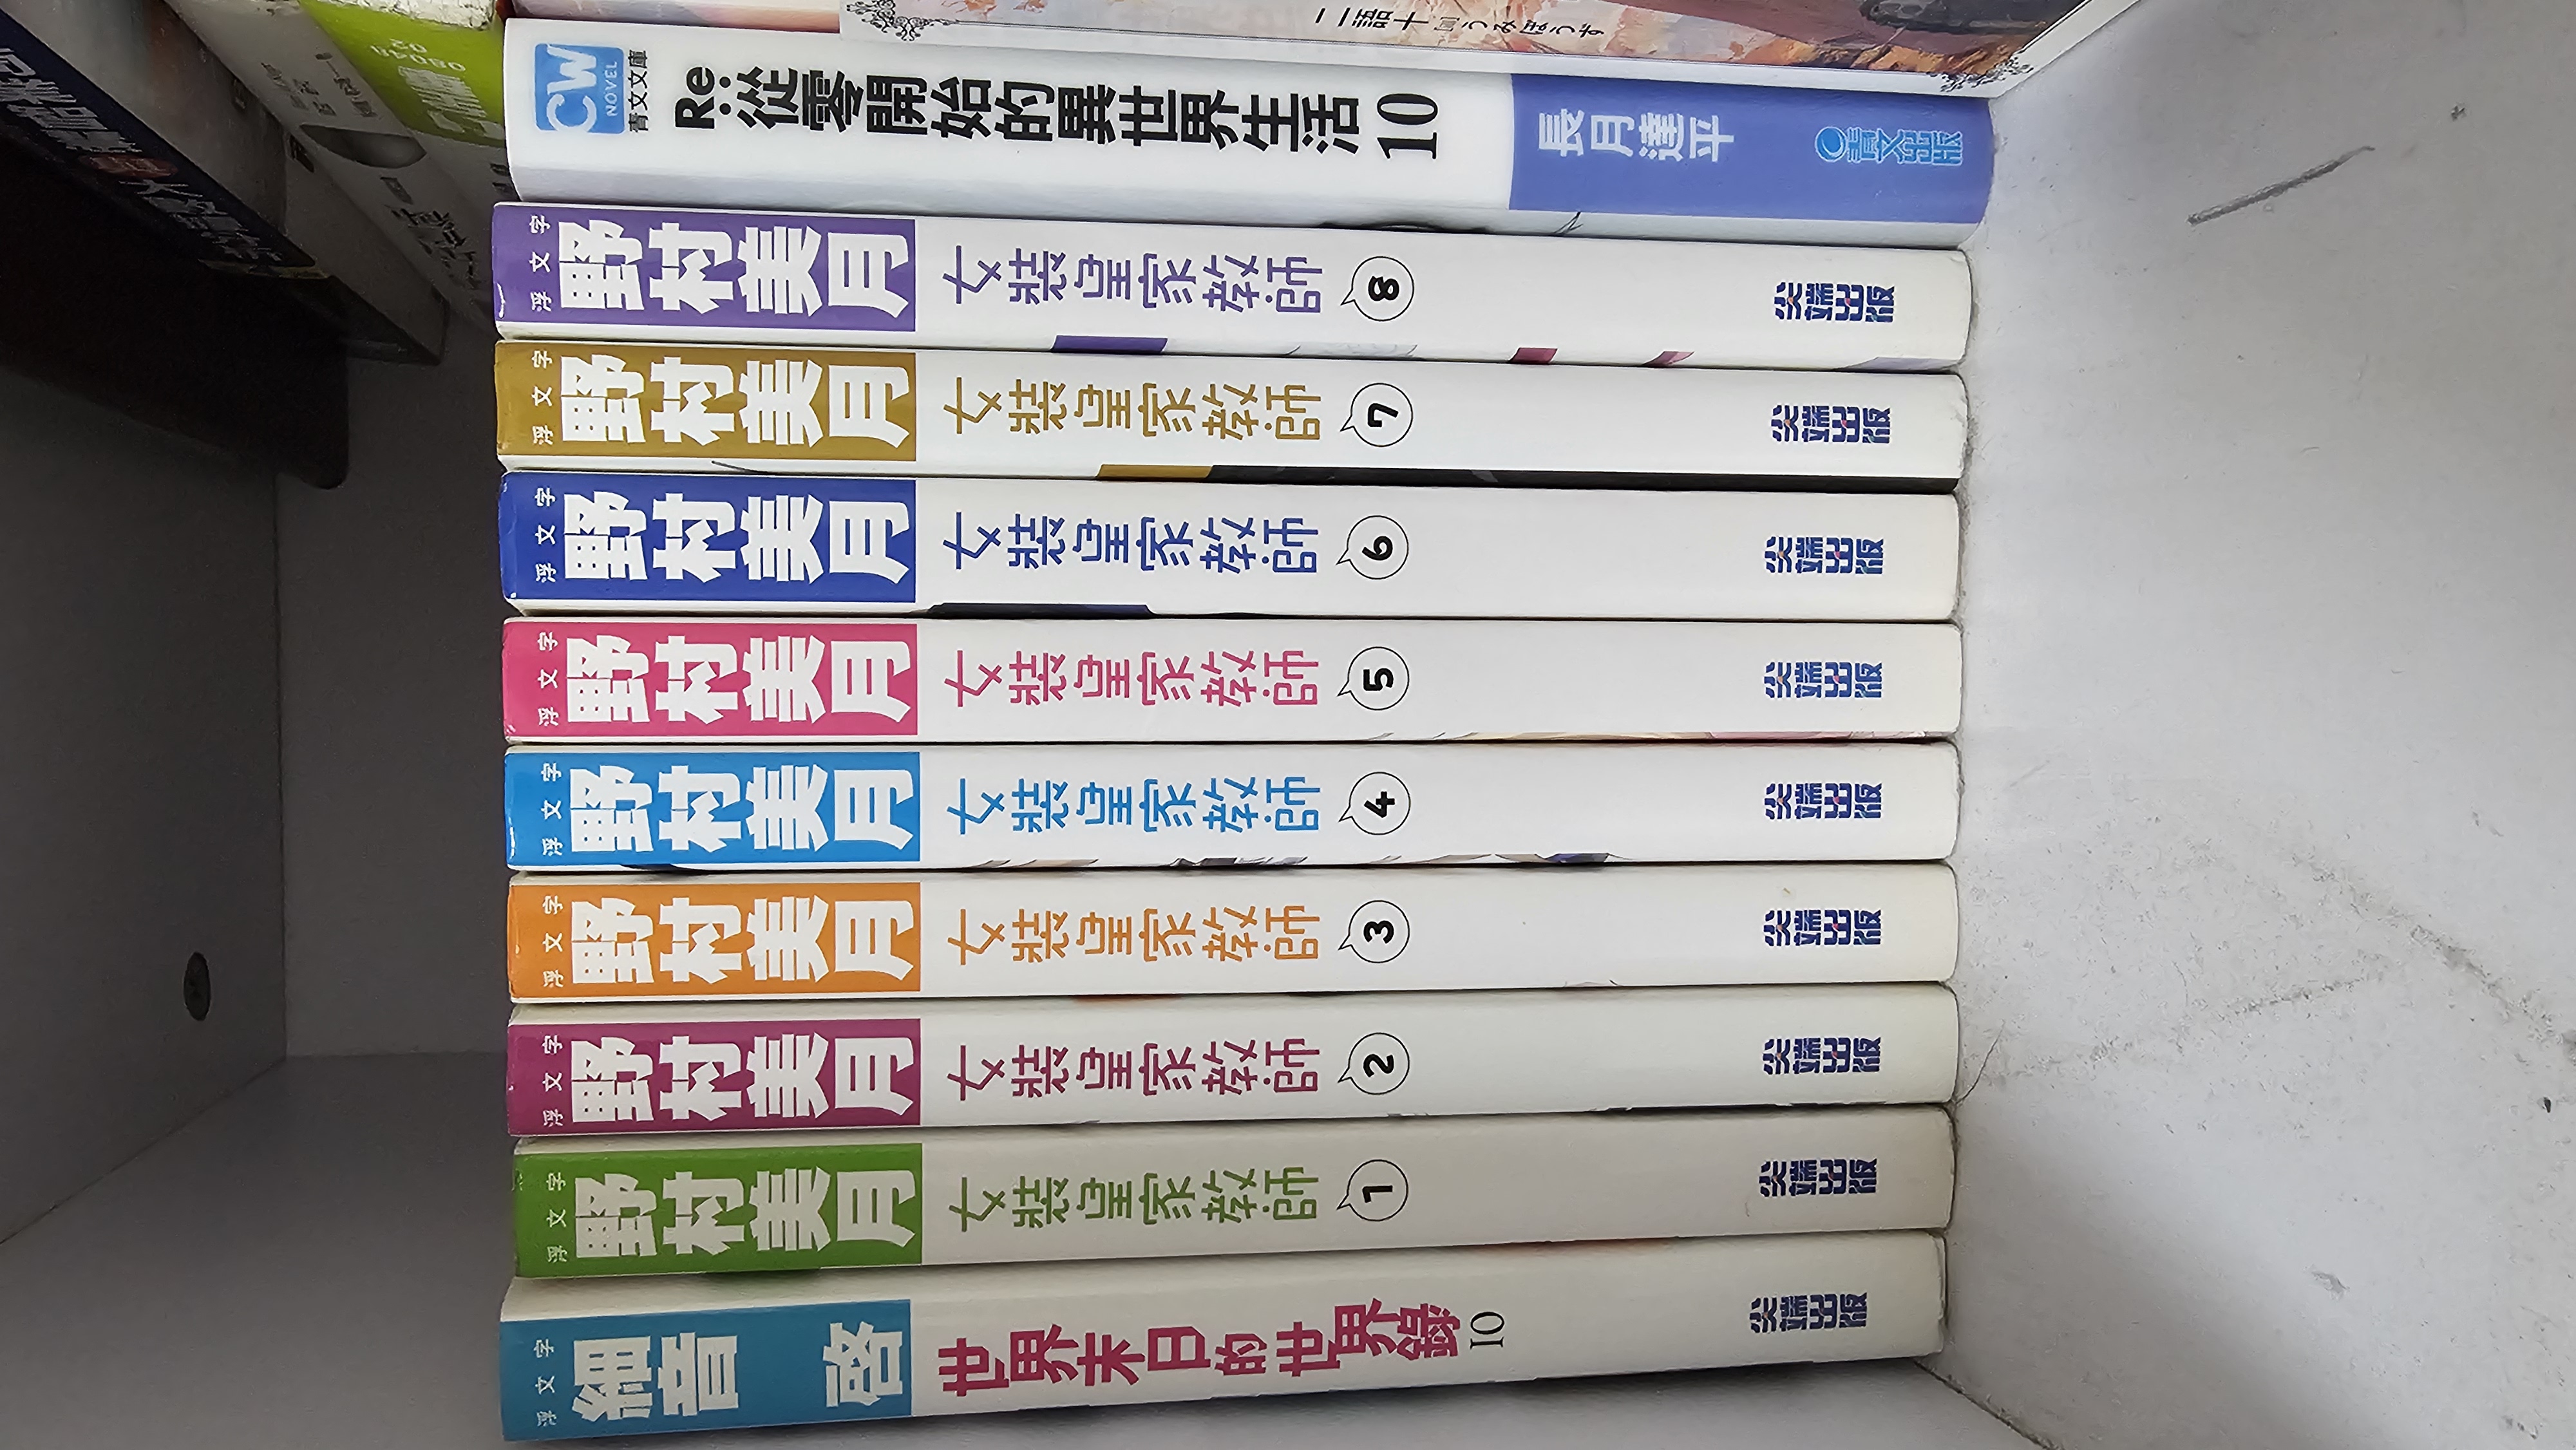 浮文字
細音 啓
世界末日的世界錄
10
尖端出版
浮文字
野村美月
女裝皇家教師
1
尖端出版
浮文字
野村美月
女裝皇家教師
2
尖端出版
浮文字
野村美月
女裝皇家教師
3
尖端出版
浮文字
野村美月
女裝皇家教師
4
尖端出版
浮文字
野村美月
女裝皇家教師
5
尖端出版
浮文字
野村美月
女裝皇家教師
6
尖端出版
浮文字
野村美月
女裝皇家教師
7
尖端出版
浮文字
野村美月
女裝皇家教師
8
尖端出版
CW
NOVEL
青文文庫
Re:從零開始的異世界生活
10
長月達平
青文出版